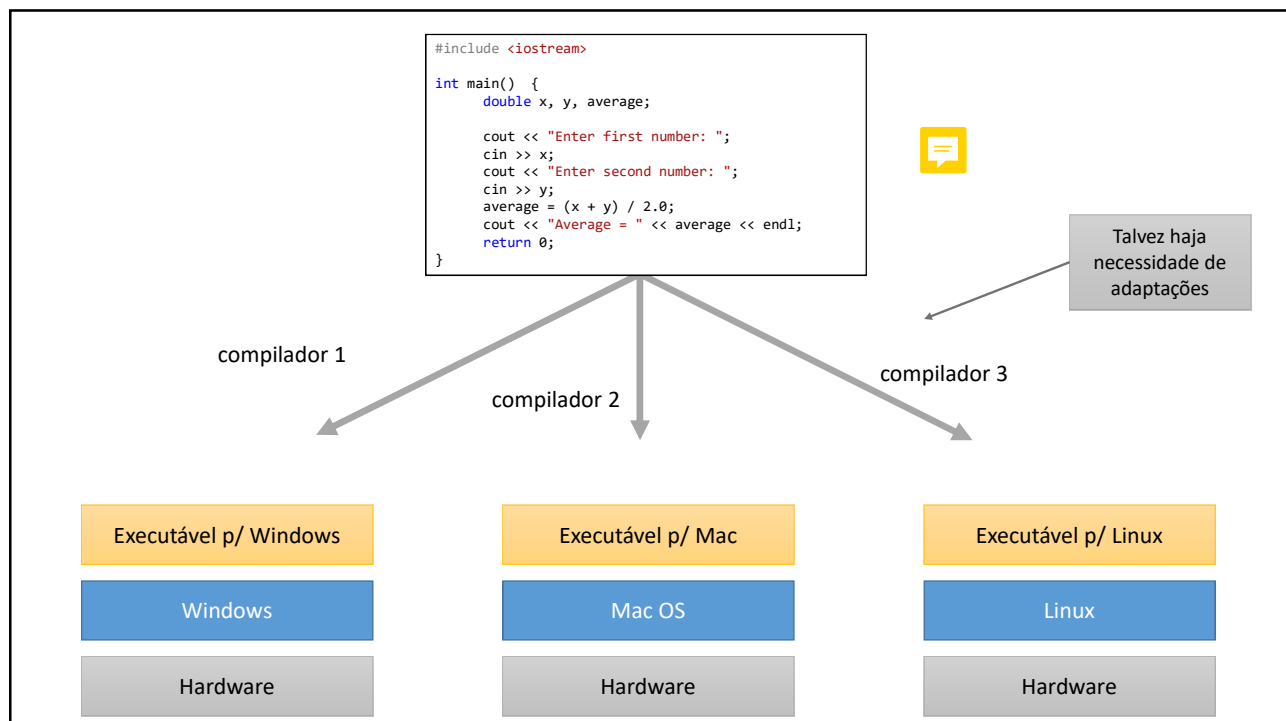 #include <iostream>
int main()  {
double x, y, average;
cout << "Enter first number: ";
cin >> x;
cout << "Enter second number: ";
cin >> y;
average = (x + y) / 2.0;
cout << "Average = " << average << endl;
return 0;
}
Talvez haja
necessidade de
adaptações
compilador 1
compilador 2
compilador 3
Executável p/ Windows
Executável p/ Mac
Executável p/ Linux
Windows
Mac OS
Linux
Hardware
Hardware
Hardware